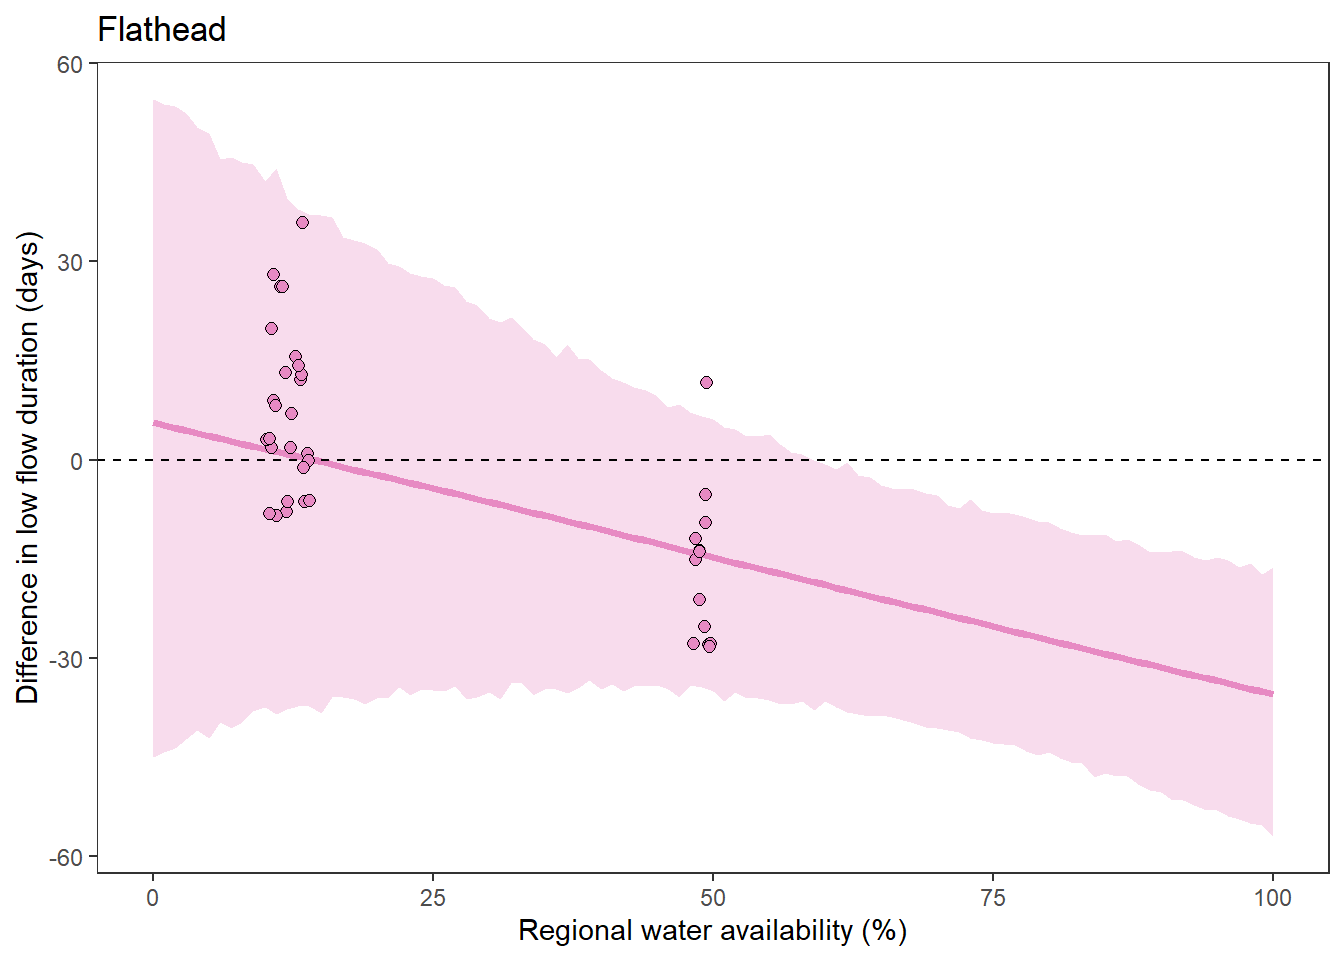 Flathead
60
30
0
-30
-60
Difference in low flow duration (days)
0 25 50 75 100
Regional water availability (%)